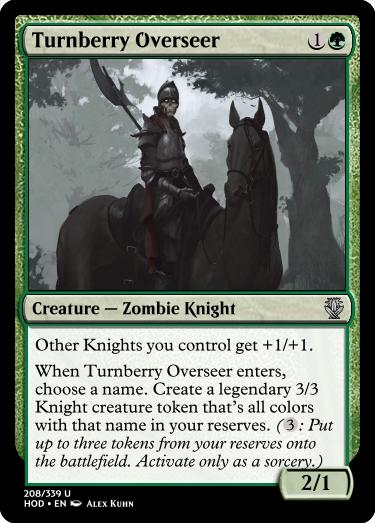 Turnberry Overseer 1
Creature — Zombie Knight
Other Knights you control get +1/+1.
When Turnberry Overseer enters,
choose a name. Create a legendary 3/3
Knight creature token that's all colors
with that name in your reserves. (3: Put
up to three tokens from your reserves onto
the battlefield. Activate only as a sorcery.)
2/1
208/339 U
HOD • EN Alex Kuhn